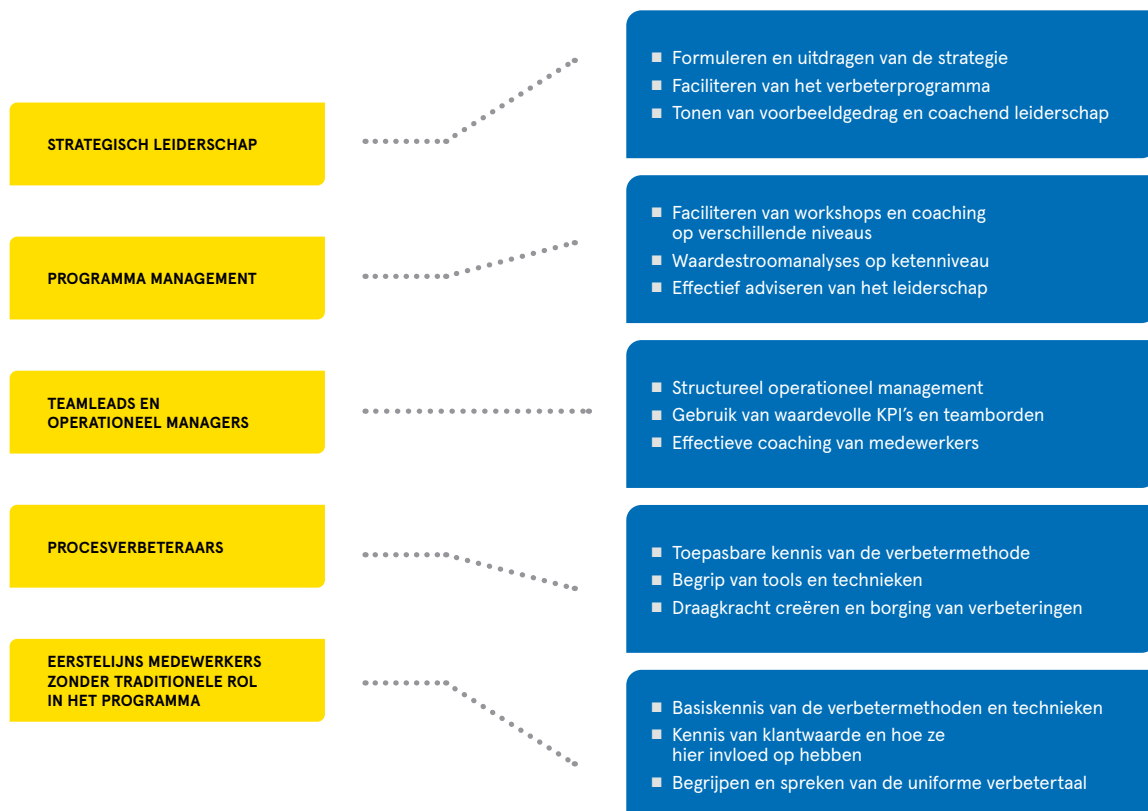 STRATEGISCH LEIDERSCHAP
Formuleren en uitdragen van de strategie
Faciliteren van het verbeterprogramma
Tonen van voorbeeldgedrag en coachend leiderschap
PROGRAMMA MANAGEMENT
Faciliteren van workshops en coaching
op verschillende niveaus
Waardestroomanalyses op ketenniveau
Effectief adviseren van het leiderschap
TEAMLEADS EN
OPERATIONEEL MANAGERS
Structureel operationeel management
Gebruik van waardevolle KPI's en teamborden
Effectieve coaching van medewerkers
PROCESVERBETERAARS
Toepasbare kennis van de verbetermethode
Begrip van tools en technieken
Draagkracht creëren en borging van verbeteringen
EERSTELIJNS MEDEWERKERS
ZONDER TRADITIONELE ROL
IN HET PROGRAMMA
Basiskennis van de verbetermethoden en technieken
Kennis van klantwaarde en hoe ze
hier invloed op hebben
Begrijpen en spreken van de uniforme verbetertaal